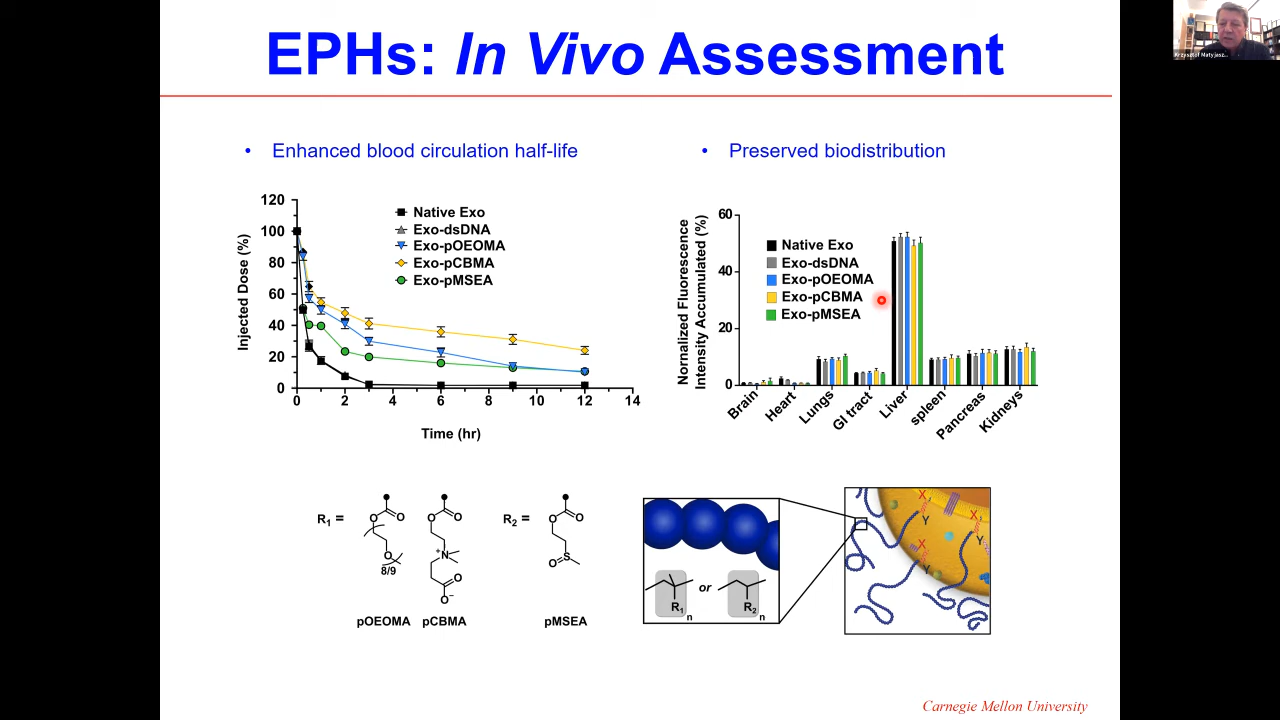 EPHs: In Vivo Assessment
Krzysztof Matyjasz...
• Enhanced blood circulation half-life
• Preserved biodistribution
Injected Dose (%)
120
100
80
60
40
20
0
0 2 4 6 8 10 12 14
Time (hr)
Native Exo
Exo-dsDNA
Exo-pOEOMA
Exo-pCBMA
Exo-pMSEA
Nornalized Fluorescence
Intensity Accumulated (%)
60
40
20
0
Native Exo
Exo-dsDNA
Exo-pOEOMA
Exo-pCBMA
Exo-pMSEA
Brain
Heart
Lungs
GI tract
Liver
spleen
Pancreas
Kidneys
R1 =
O O
O
8/9
pOEOMA
O O
+N
O
O−
pCBMA
R2 =
O O
O=S
pMSEA
R1 n
or
R2 n
X
Y
X
Y
X
Y
Carnegie Mellon University